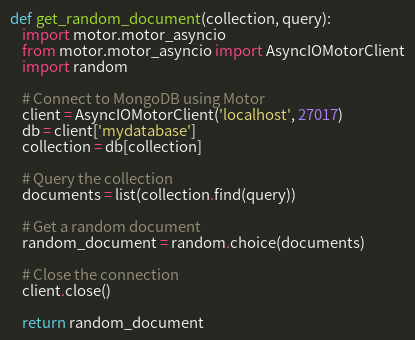 def get_random_document(collection, query):
    import motor.motor_asyncio
    from motor.motor_asyncio import AsyncIOMotorClient
    import random

    # Connect to MongoDB using Motor
    client = AsyncIOMotorClient('localhost', 27017)
    db = client['mydatabase']
    collection = db[collection]

    # Query the collection
    documents = list(collection.find(query))

    # Get a random document
    random_document = random.choice(documents)

    # Close the connection
    client.close()

    return random_document